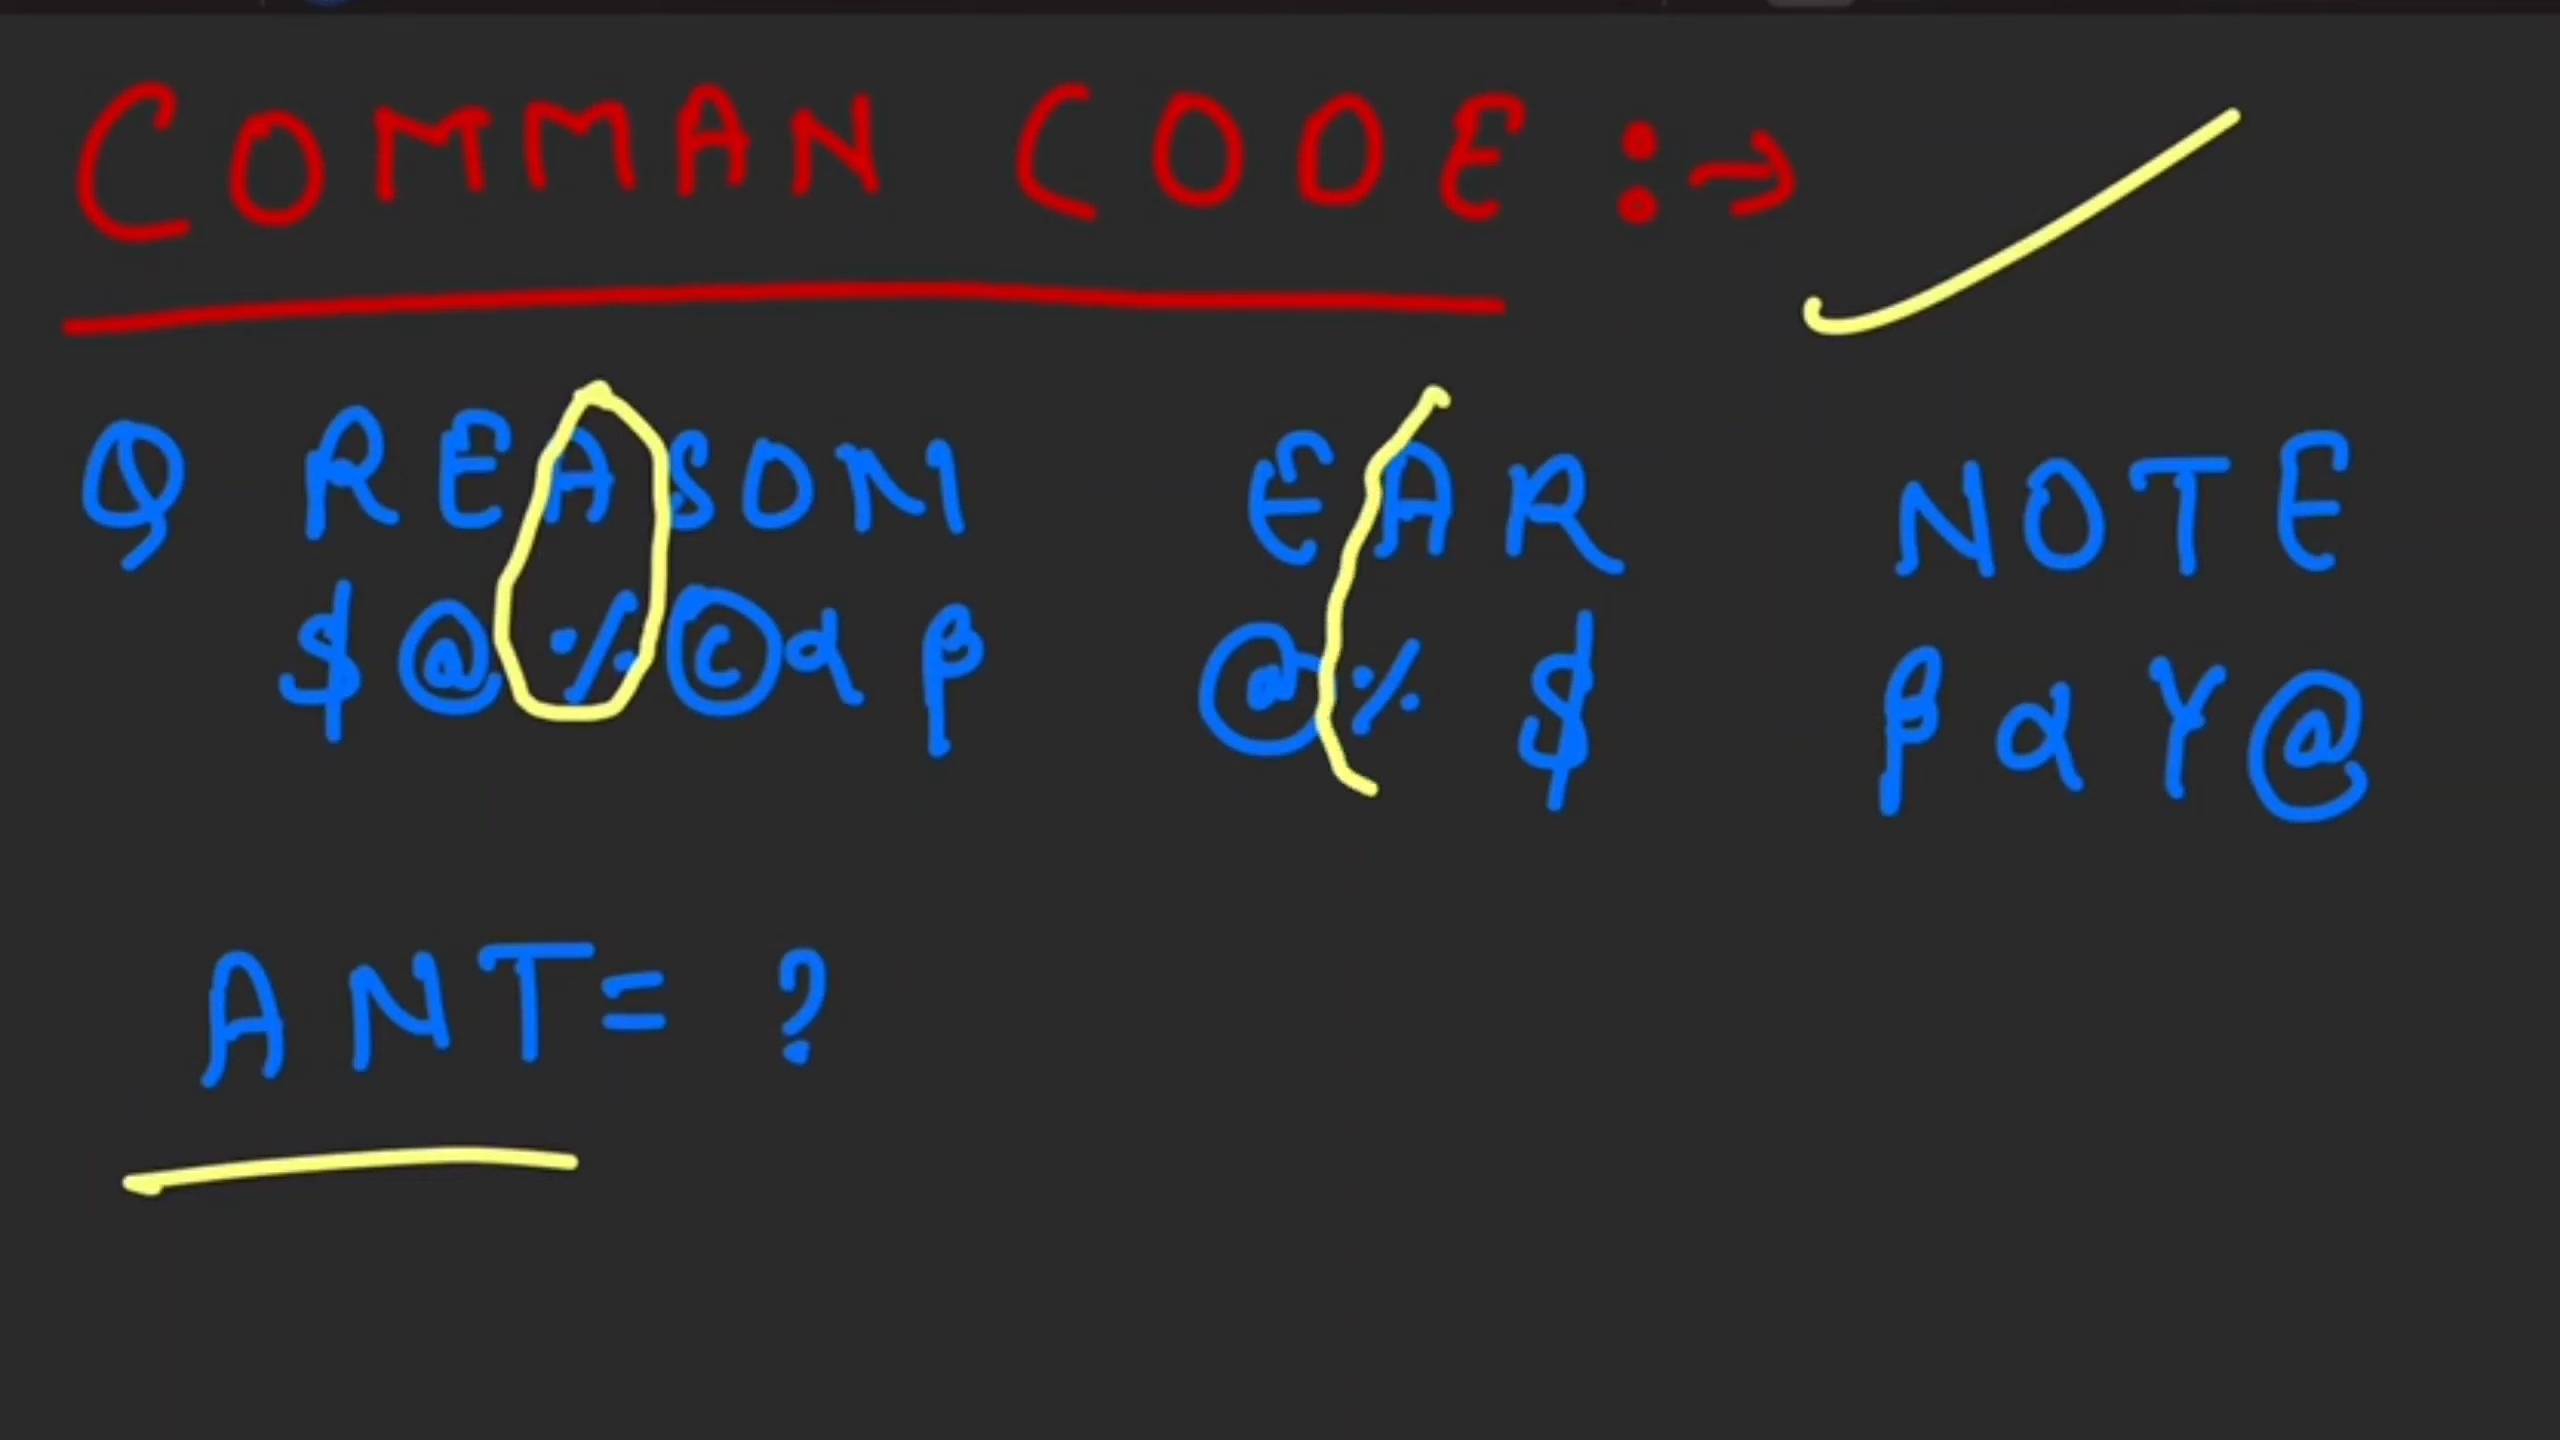 COMMAN CODE :→
Q REASON EAR NOTE
$@%©αβ @%$ βαγ@
ANT= ?